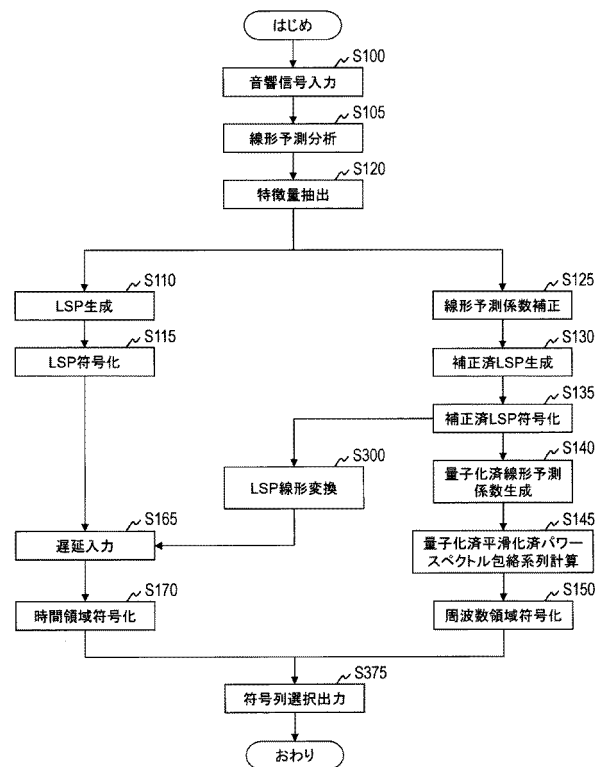 はじめ
S100
音響信号入力
S105
線形予測分析
S120
特徴量抽出
S110
LSP生成
S115
LSP符号化
S125
線形予測係数補正
S130
補正済LSP生成
S135
補正済LSP符号化
S300
LSP線形変換
S140
量子化済線形予測
係数生成
S165
遅延入力
S145
量子化済平滑化済パワー
スペクトル包絡系列計算
S170
時間領域符号化
S150
周波数領域符号化
S375
符号列選択出力
おわり